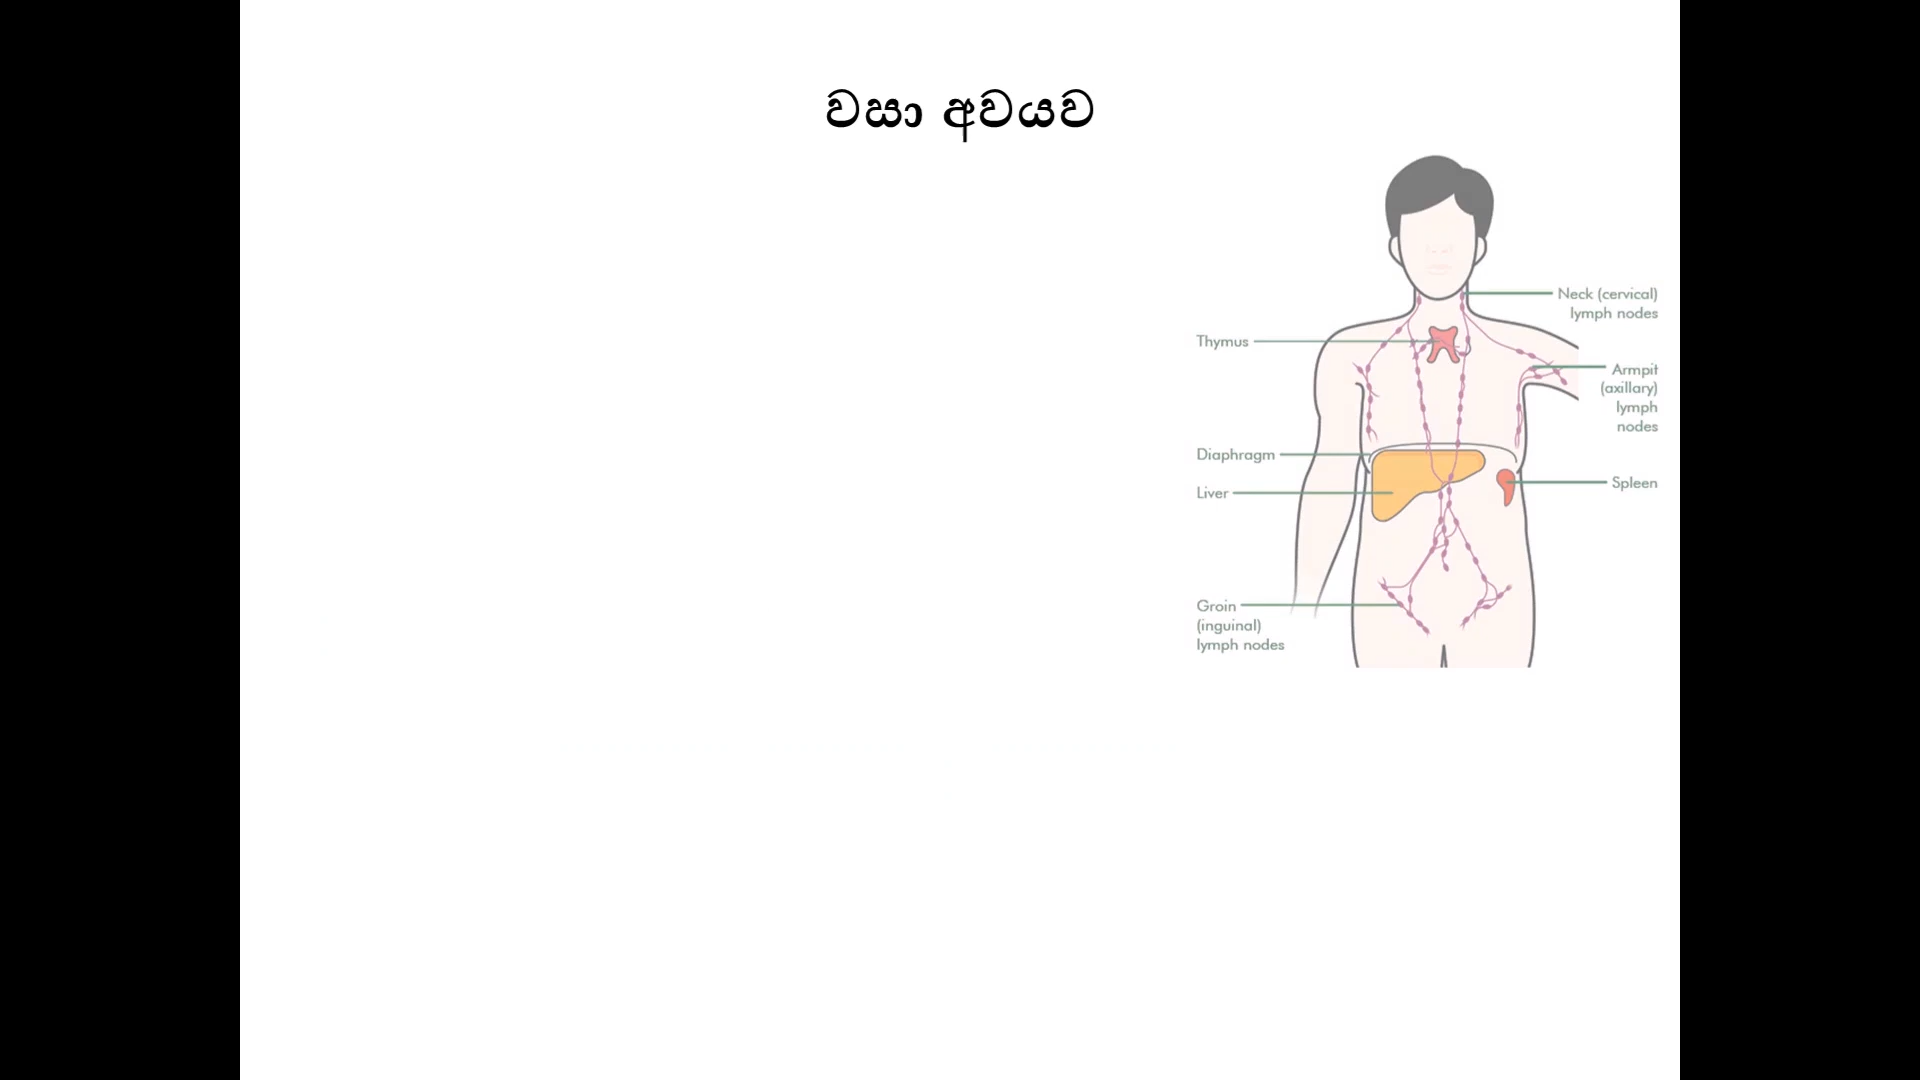 වසා අවයව
Neck (cervical)
lymph nodes
Thymus
Armpit
(axillary)
lymph
nodes
Diaphragm
Liver
Spleen
Groin
(inguinal)
lymph nodes